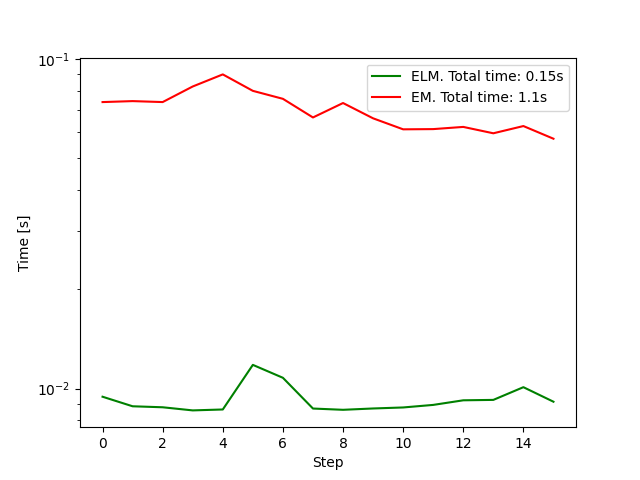 ELM. Total time: 0.15s
EM. Total time: 1.1s
10⁻¹
10⁻²
Time [s]
0 2 4 6 8 10 12 14
Step